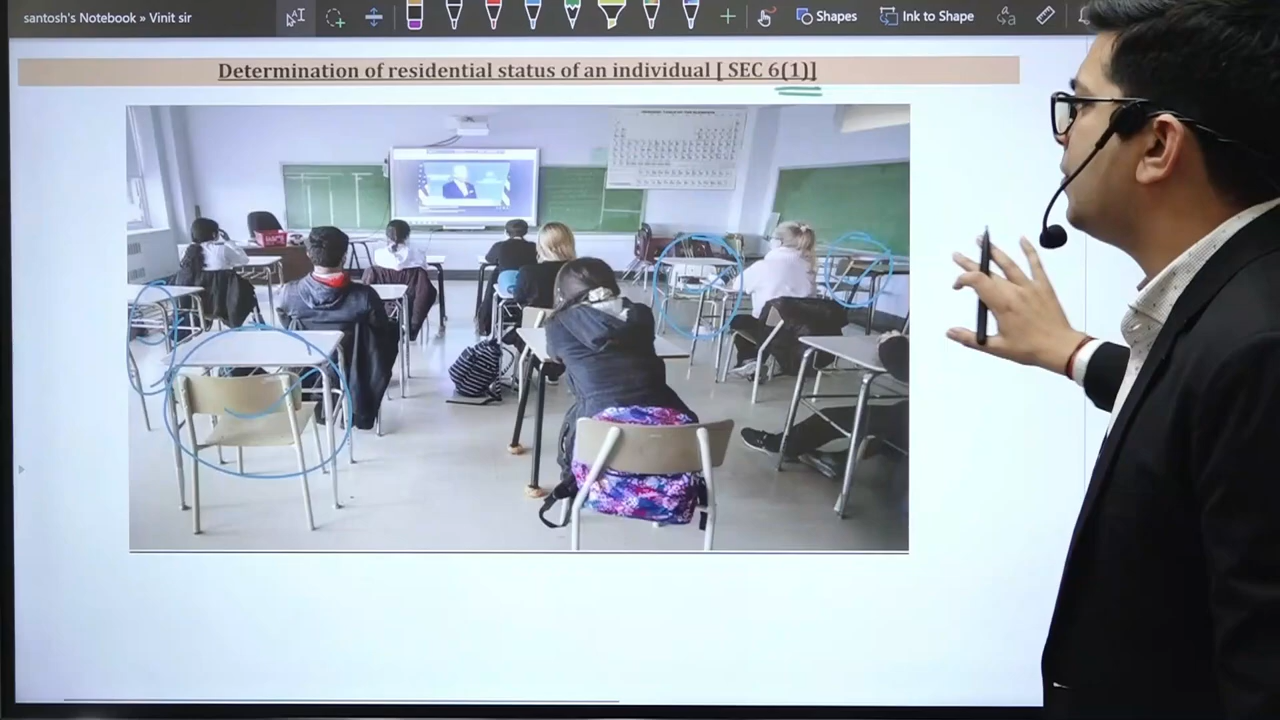 santosh's Notebook » Vinit sir
Shapes
Ink to Shape
Determination of residential status of an individual [ SEC 6(1)]